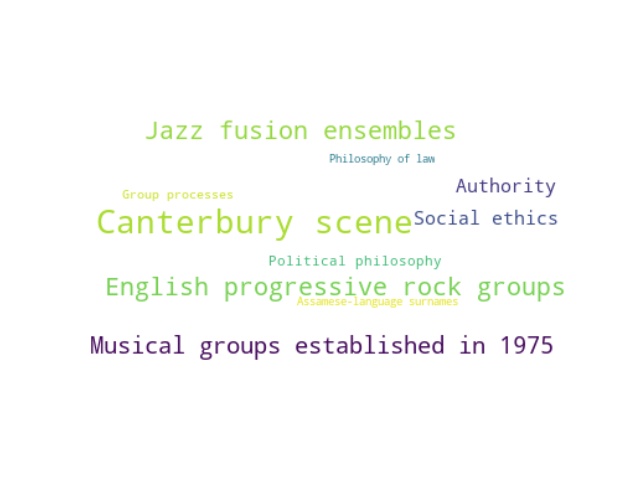 Jazz fusion ensembles
Philosophy of law
Authority
Group processes
Canterbury scene
Social ethics
Political philosophy
English progressive rock groups
Assamese-language surnames
Musical groups established in 1975